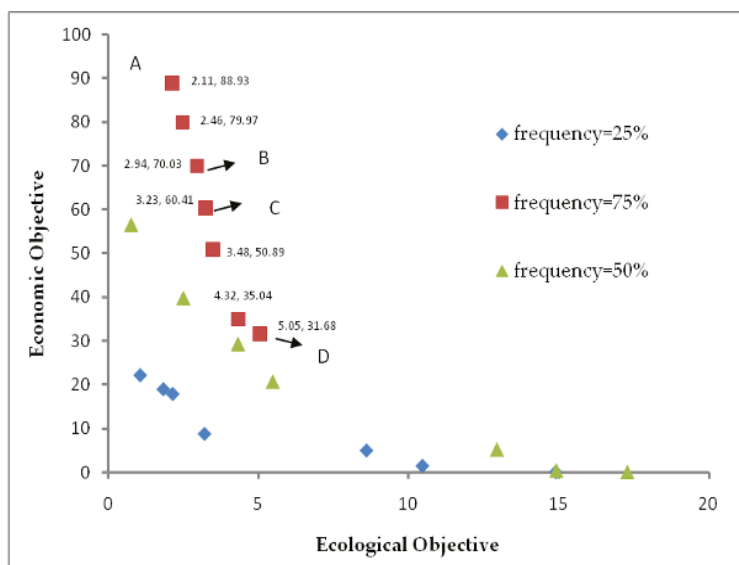 100
90
80
70
60
50
40
30
20
10
0
0 5 10 15 20
Economic Objective
Ecological Objective
A
2.11, 88.93
2.46, 79.97
2.94, 70.03
B
3.23, 60.41
C
3.48, 50.89
4.32, 35.04
5.05, 31.68
D
frequency=25%
frequency=75%
frequency=50%